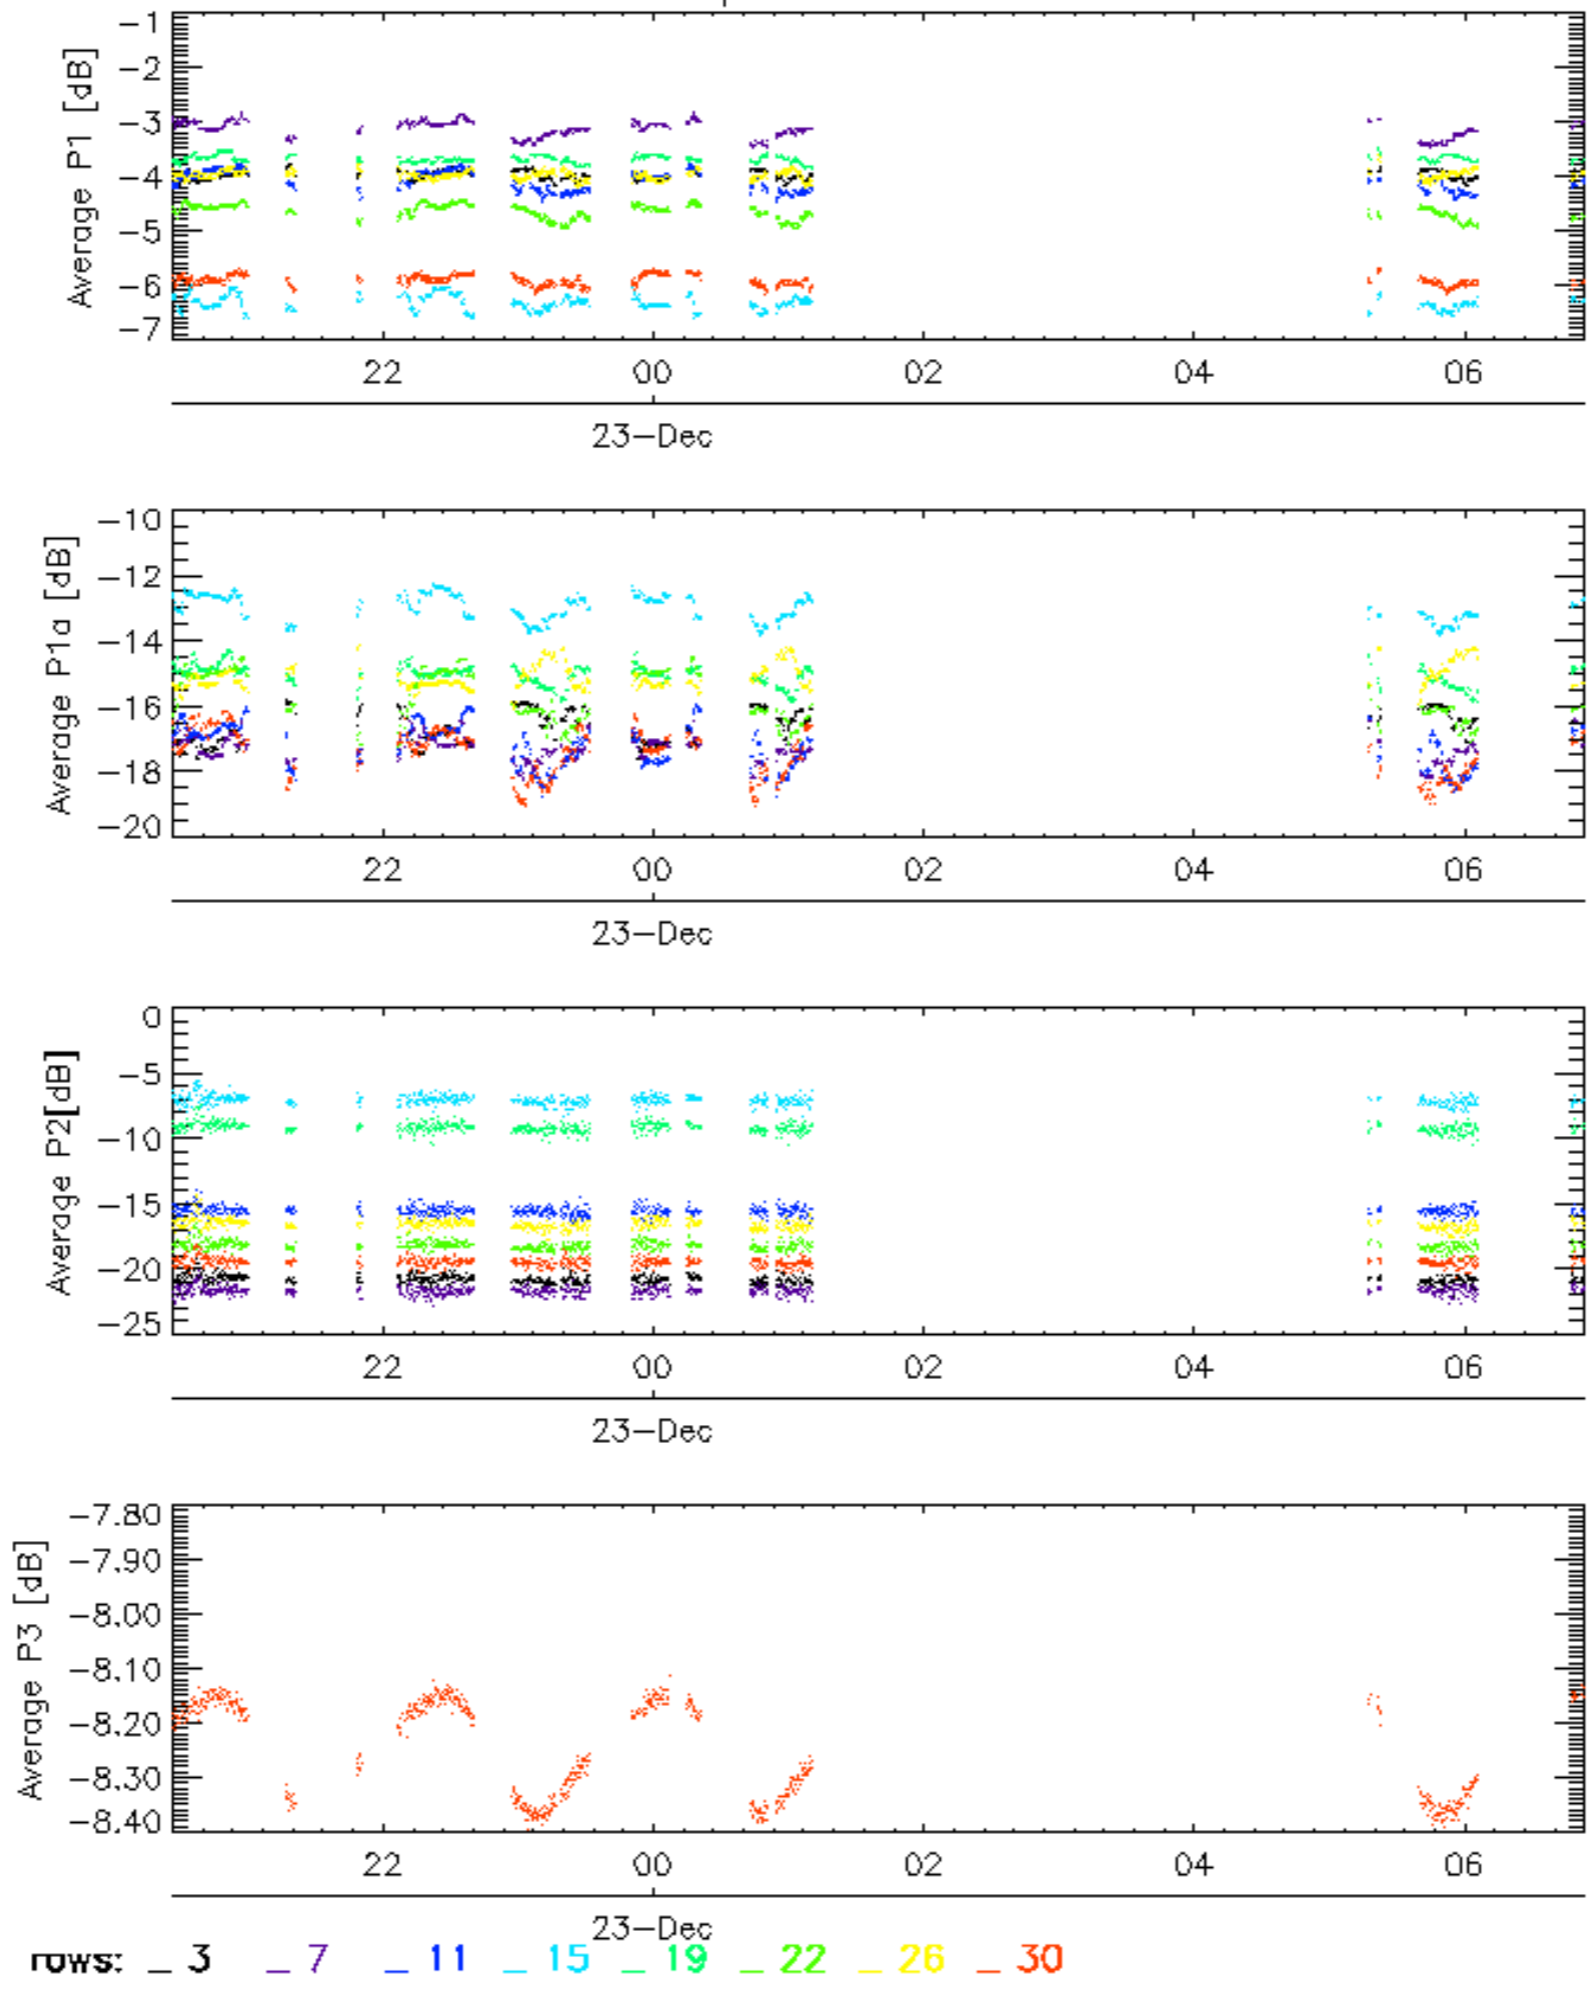 Average P1 [dB]
-1
-2
-3
-4
-5
-6
-7
22 00 02 04 06
23-Dec
Average P1a [dB]
-10
-12
-14
-16
-18
-20
22 00 02 04 06
23-Dec
Average P2[dB]
0
-5
-10
-15
-20
-25
22 00 02 04 06
23-Dec
Average P3 [dB]
-7.80
-7.90
-8.00
-8.10
-8.20
-8.30
-8.40
22 00 02 04 06
23-Dec
rows: _ 3 _ 7 _ 11 _ 15 _ 19 _ 22 _ 26 _ 30